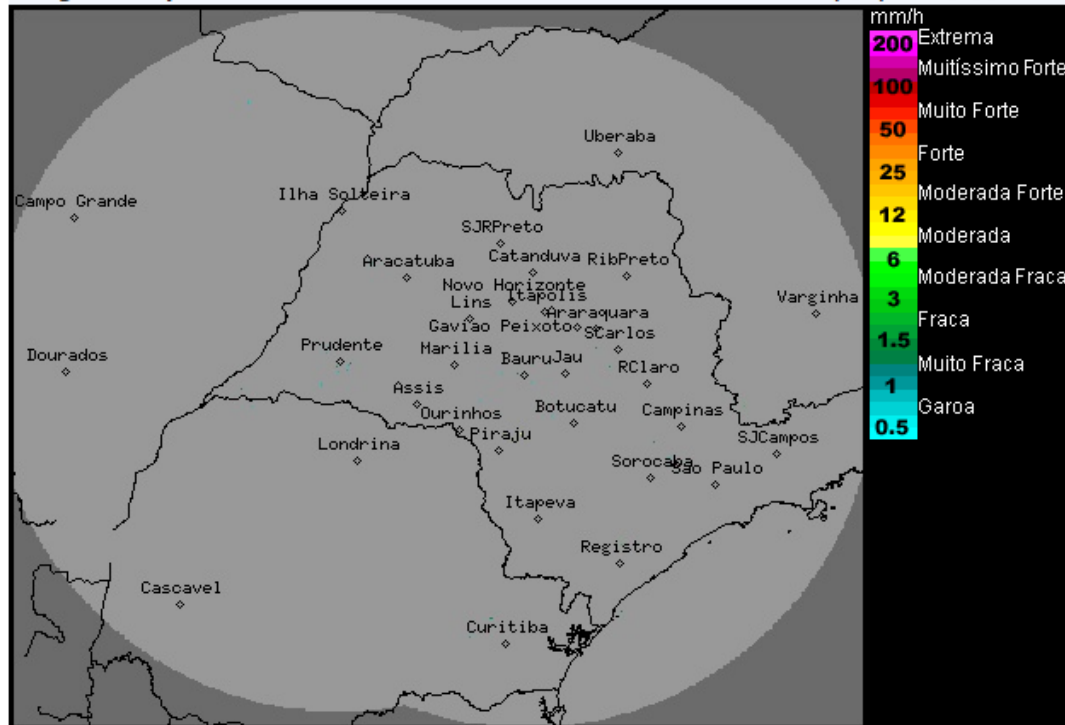 mm/h
200 Extrema
Muitíssimo Forte
100
Muito Forte
50
Forte
25
Moderada Forte
12
Moderada
6
Moderada Fraca
3
Fraca
1.5
Muito Fraca
1
Garoa
0.5
Uberaba
Campo Grande
Ilha Solteira
SJRPreto
Aracatuba
Catanduva
RibPreto
Novo Horizonte
Lins
Itapolis
Araraquara
Varginha
Gaviao Peixoto
SCarlos
Dourados
Prudente
Marilia
Bauru
Jau
RClaro
Assis
Ourinhos
Botucatu
Campinas
Piraju
SJCampos
Londrina
Sorocaba
Sao Paulo
Itapeva
Registro
Cascavel
Curitiba